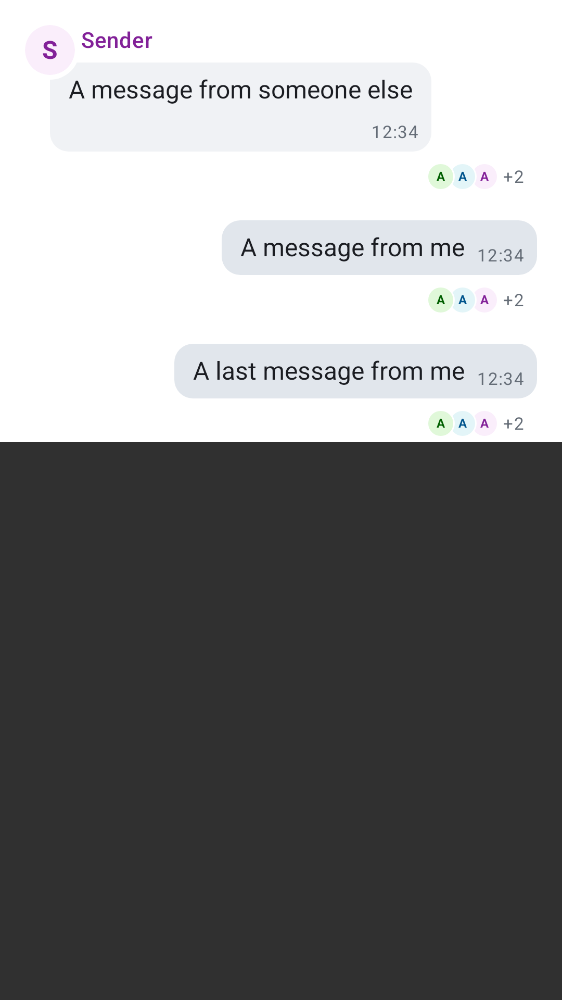 S Sender
A message from someone else
12:34
A A A +2
A message from me 12:34
A A A +2
A last message from me 12:34
A A A +2